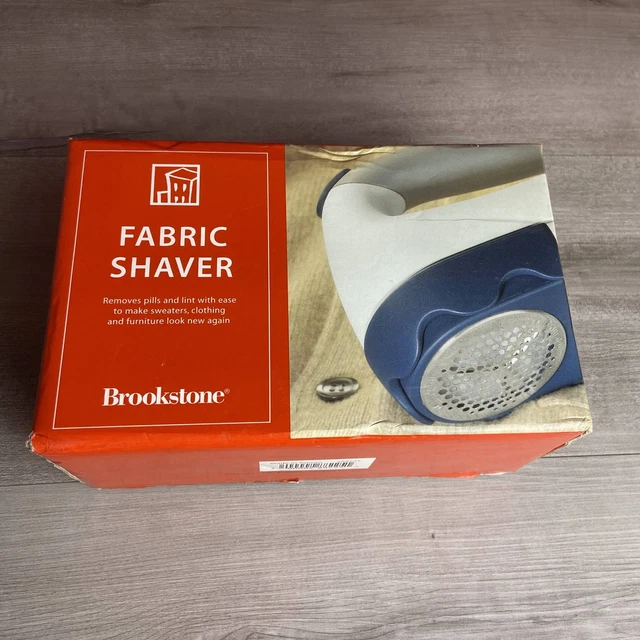 FABRIC
SHAVER
Removes pills and lint with ease
to make sweaters, clothing
and furniture look new again
Brookstone®